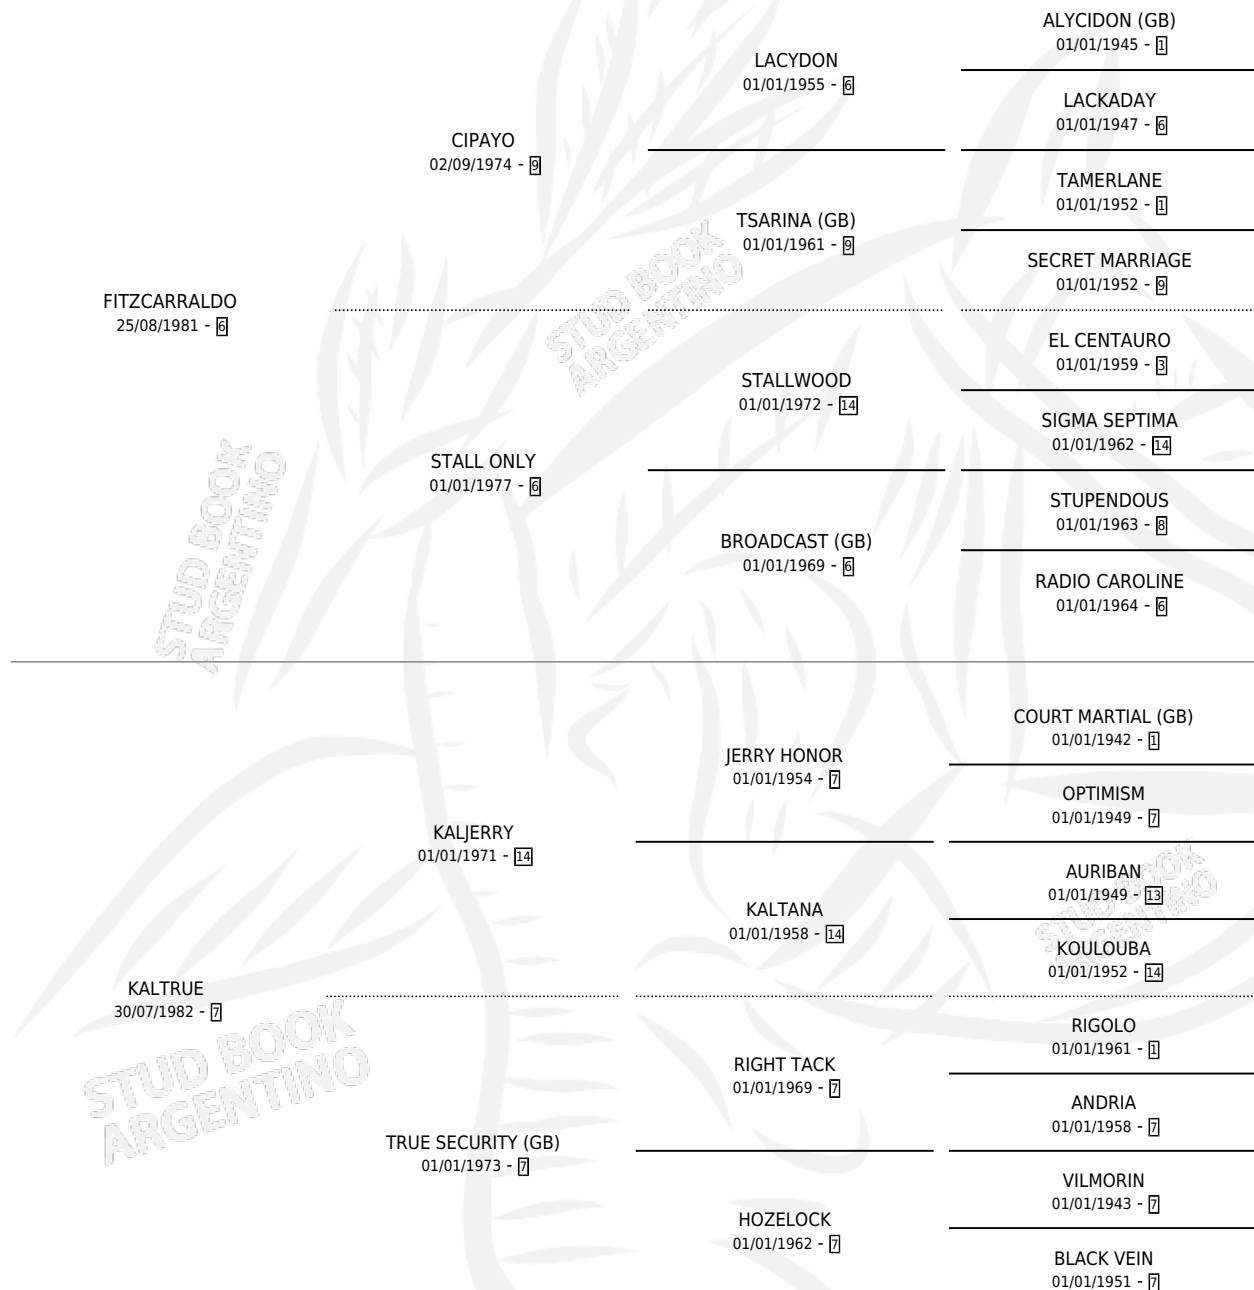 ALYCIDON (GB)
01/01/1945 - 1
LACYDON
01/01/1955 - 6
LACKADAY
01/01/1947 - 6
CIPAYO
02/09/1974 - 9
TAMERLANE
01/01/1952 - 1
TSARINA (GB)
01/01/1961 - 9
SECRET MARRIAGE
01/01/1952 - 9
FITZCARRALDO
25/08/1981 - 6
EL CENTAURO
01/01/1959 - 3
STALLWOOD
01/01/1972 - 14
SIGMA SEPTIMA
01/01/1962 - 14
STALL ONLY
01/01/1977 - 6
STUPENDOUS
01/01/1963 - 8
BROADCAST (GB)
01/01/1969 - 6
RADIO CAROLINE
01/01/1964 - 6
STUD BOOK
ARGENTINO
STUD BOOK
ARGENTINO
COURT MARTIAL (GB)
01/01/1942 - 1
JERRY HONOR
01/01/1954 - 7
OPTIMISM
01/01/1949 - 7
KALJERRY
01/01/1971 - 14
AURIBAN
01/01/1949 - 13
KALTANA
01/01/1958 - 14
KOULOUBA
01/01/1952 - 14
KALTRUE
30/07/1982 - 7
RIGOLO
01/01/1961 - 1
RIGHT TACK
01/01/1969 - 7
ANDRIA
01/01/1958 - 7
TRUE SECURITY (GB)
01/01/1973 - 7
VILMORIN
01/01/1943 - 7
HOZELOCK
01/01/1962 - 7
BLACK VEIN
01/01/1951 - 7
STUD BOOK
ARGENTINO
STUD BOOK
ARGENTINO